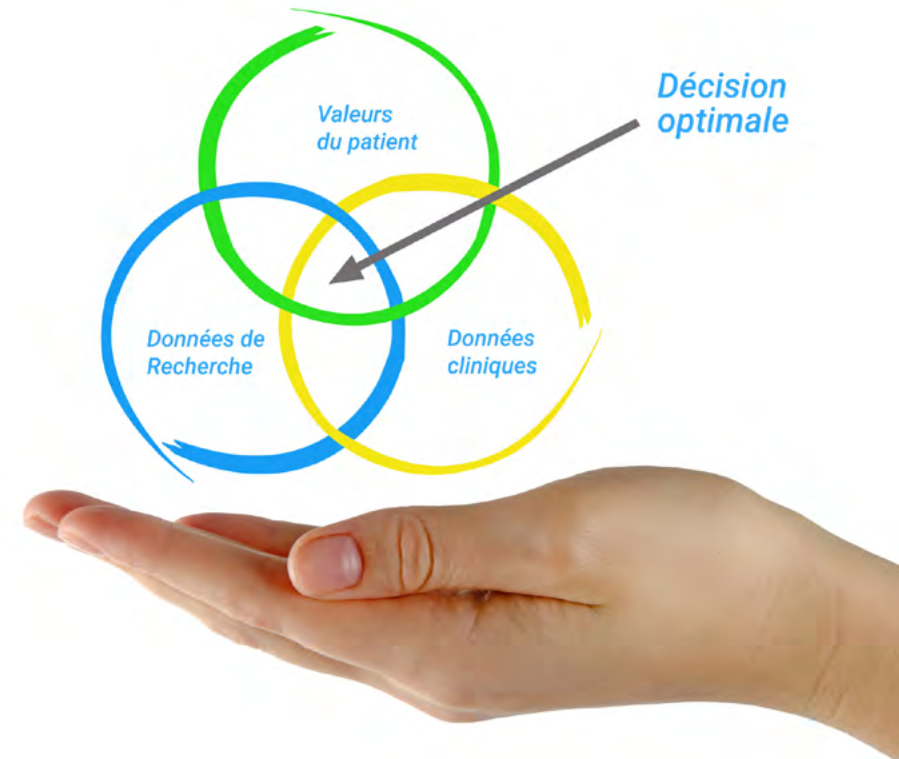 Valeurs
du patient
Décision
optimale
Données de
Recherche
Données
cliniques